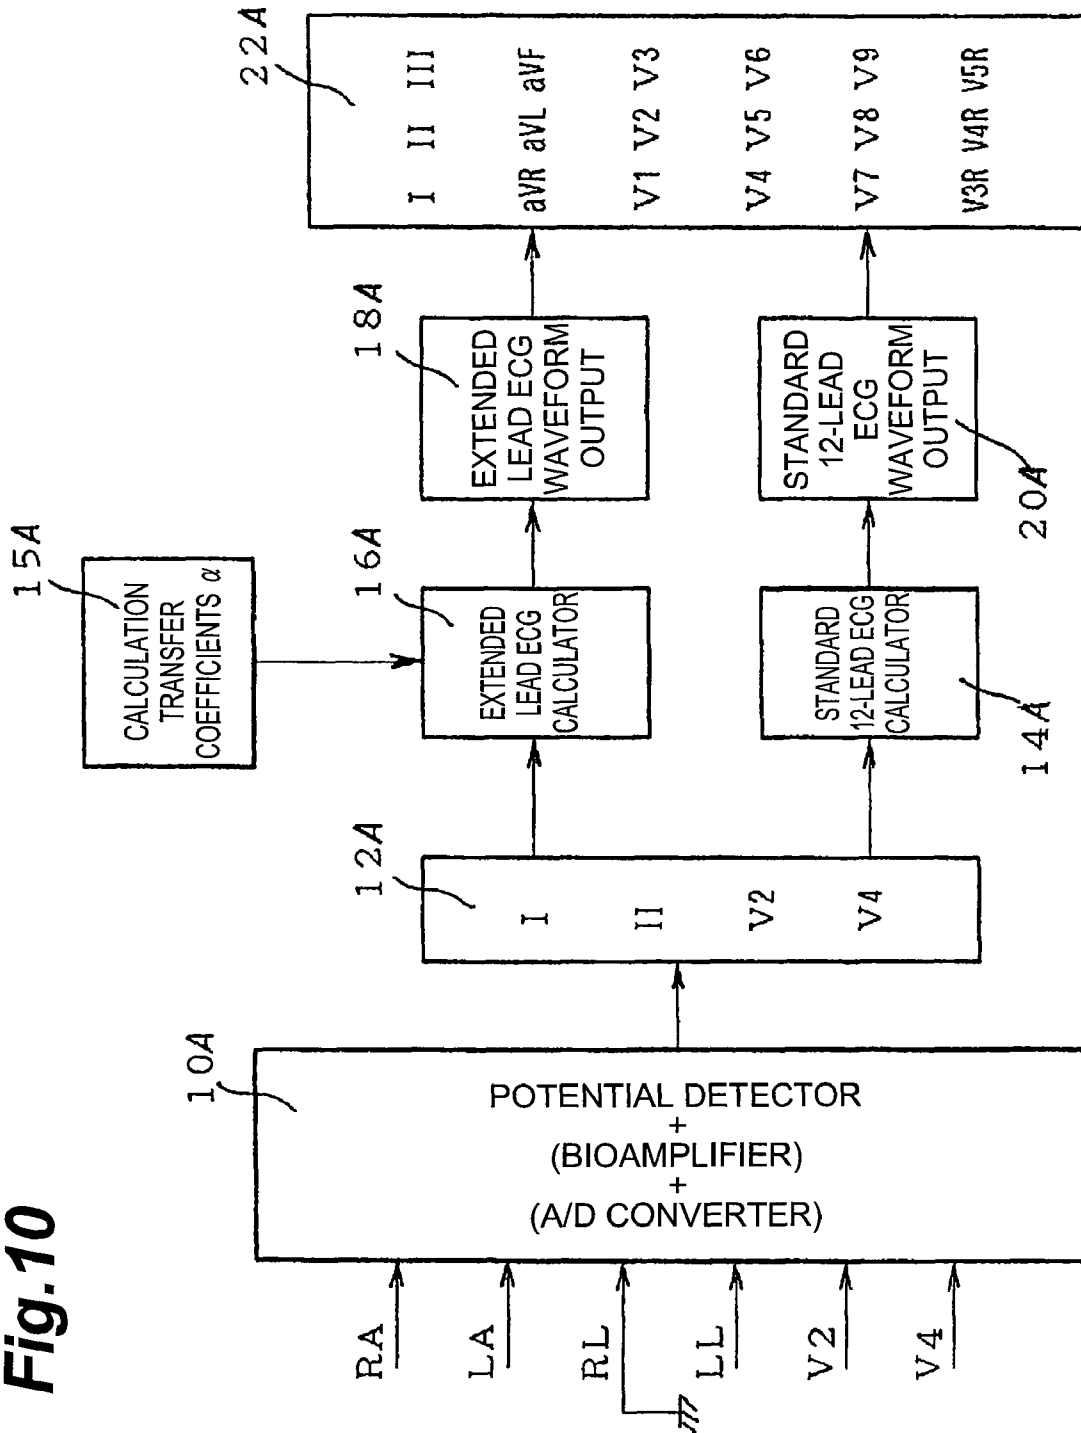 Fig.10
RA
LA
RL
LL
V2
V4
10A
POTENTIAL DETECTOR
+
(BIOAMPLIFIER)
+
(A/D CONVERTER)
12A
I
II
V2
V4
15A
CALCULATION
TRANSFER
COEFFICIENTS α
16A
EXTENDED
LEAD ECG
CALCULATOR
STANDARD
12-LEAD ECG
CALCULATOR
14A
18A
EXTENDED
LEAD ECG
WAVEFORM
OUTPUT
STANDARD
12-LEAD
ECG
WAVEFORM
OUTPUT
20A
22A
I II III
aVR aVL aVF
V1 V2 V3
V4 V5 V6
V7 V8 V9
V3R V4R V5R